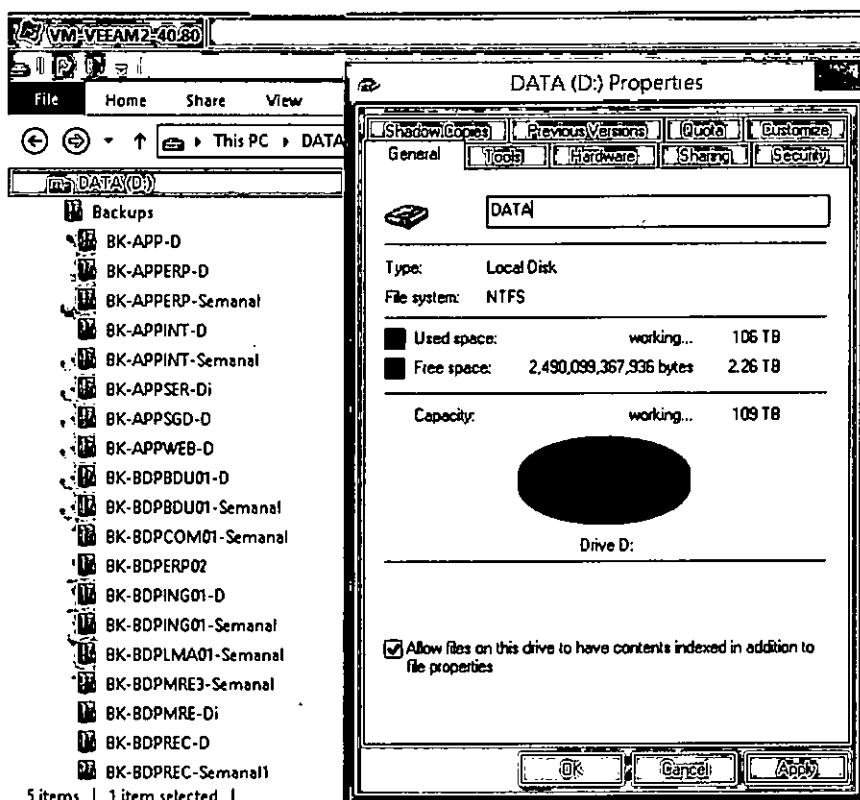 VM-VEEAM2-40.80
File Home Share View
This PC DATA
DATA (D:)
Backups
BK-APP-D
BK-APPERP-D
BK-APPERP-Semanal
BK-APPINT-D
BK-APPINT-Semanal
BK-APPSER-Di
BK-APPSGD-D
BK-APPWEB-D
BK-BDPBDU01-D
BK-BDPBDU01-Semanal
BK-BDPCOM01-Semanal
BK-BDPERP02
BK-BDPING01-D
BK-BDPING01-Semanal
BK-BDPLMA01-Semanal
BK-BDPMRE3-Semanal
BK-BDPMRE-Di
BK-BDPREC-D
BK-BDPREC-Semanal1
5 items 1 item selected
DATA (D:) Properties
Shadow Copies Previous Versions Quota Customize
General Tools Hardware Sharing Security
DATA
Type: Local Disk
File system: NTFS
Used space: working... 106 TB
Free space: 2,490,099,367,936 bytes 2.26 TB
Capacity: working... 109 TB
Drive D:
Allow files on this drive to have contents indexed in addition to
file properties
OK Cancel Apply